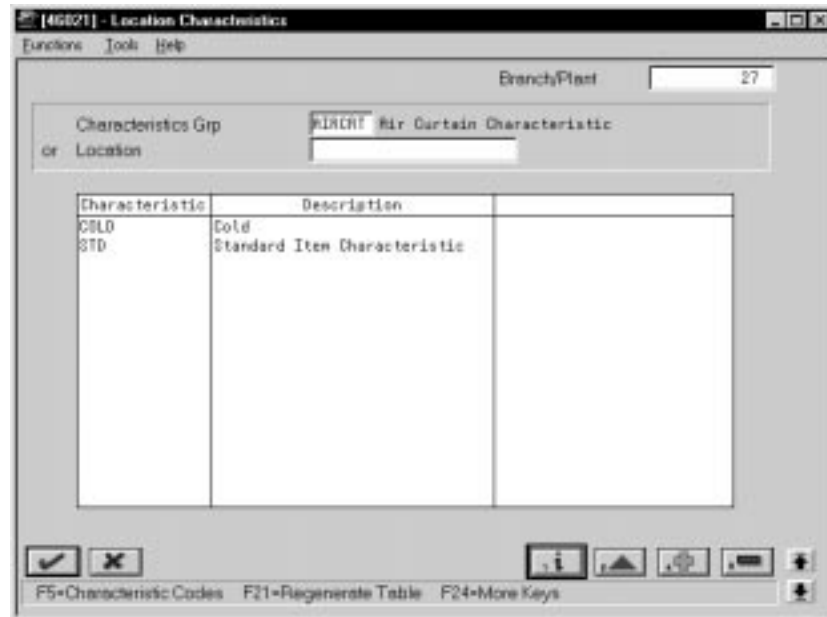 [46021] - Location Characteristics
Functions Tools Help
Branch/Plant 27
Characteristics Grp AIRCRT Air Curtain Characteristic
or Location
Characteristic Description
COLD Cold
STD Standard Item Characteristic
F5=Characteristic Codes F21=Regenerate Table F24=More Keys